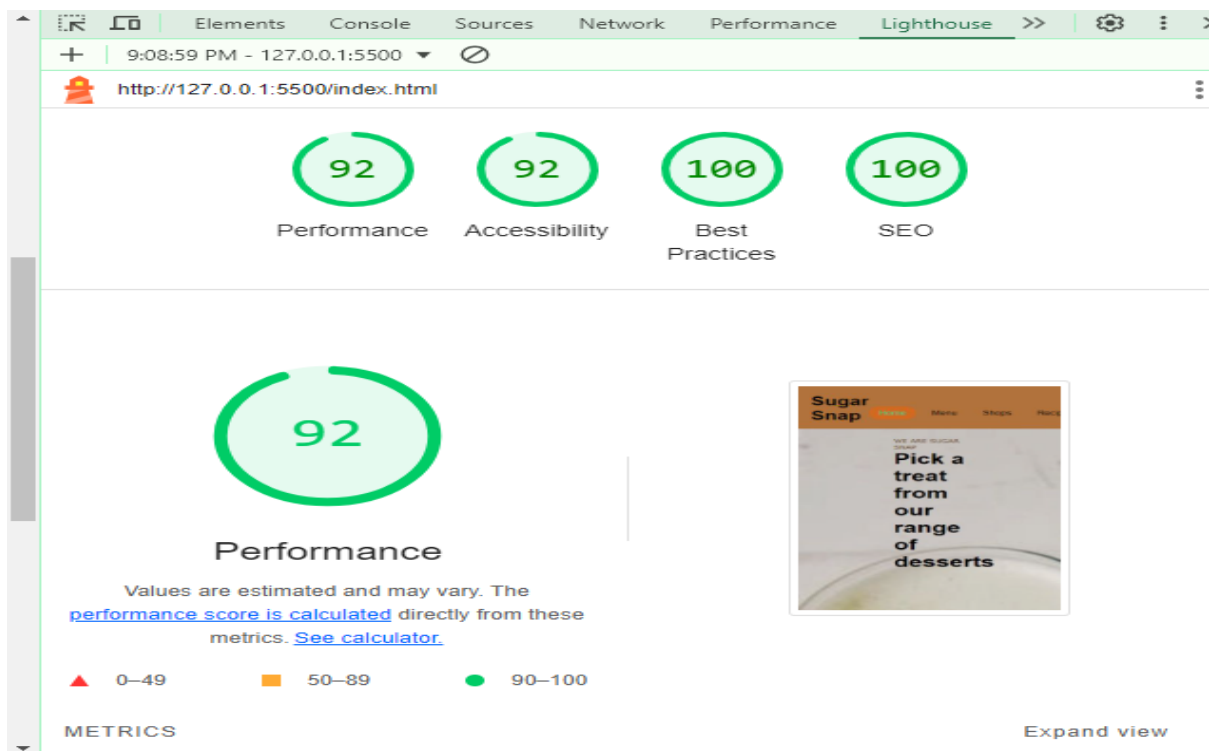 Elements Console Sources Network Performance Lighthouse >>
9:08:59 PM - 127.0.0.1:5500
http://127.0.0.1:5500/index.html
92 92 100 100
Performance Accessibility Best Practices SEO
92
Performance
Values are estimated and may vary. The
performance score is calculated directly from these
metrics. See calculator.
0–49 50–89 90–100
Sugar
Snap Home Menu Shops
WE ARE SUGAR
SNAP
Pick a
treat
from
our
range
of
desserts
METRICS Expand view